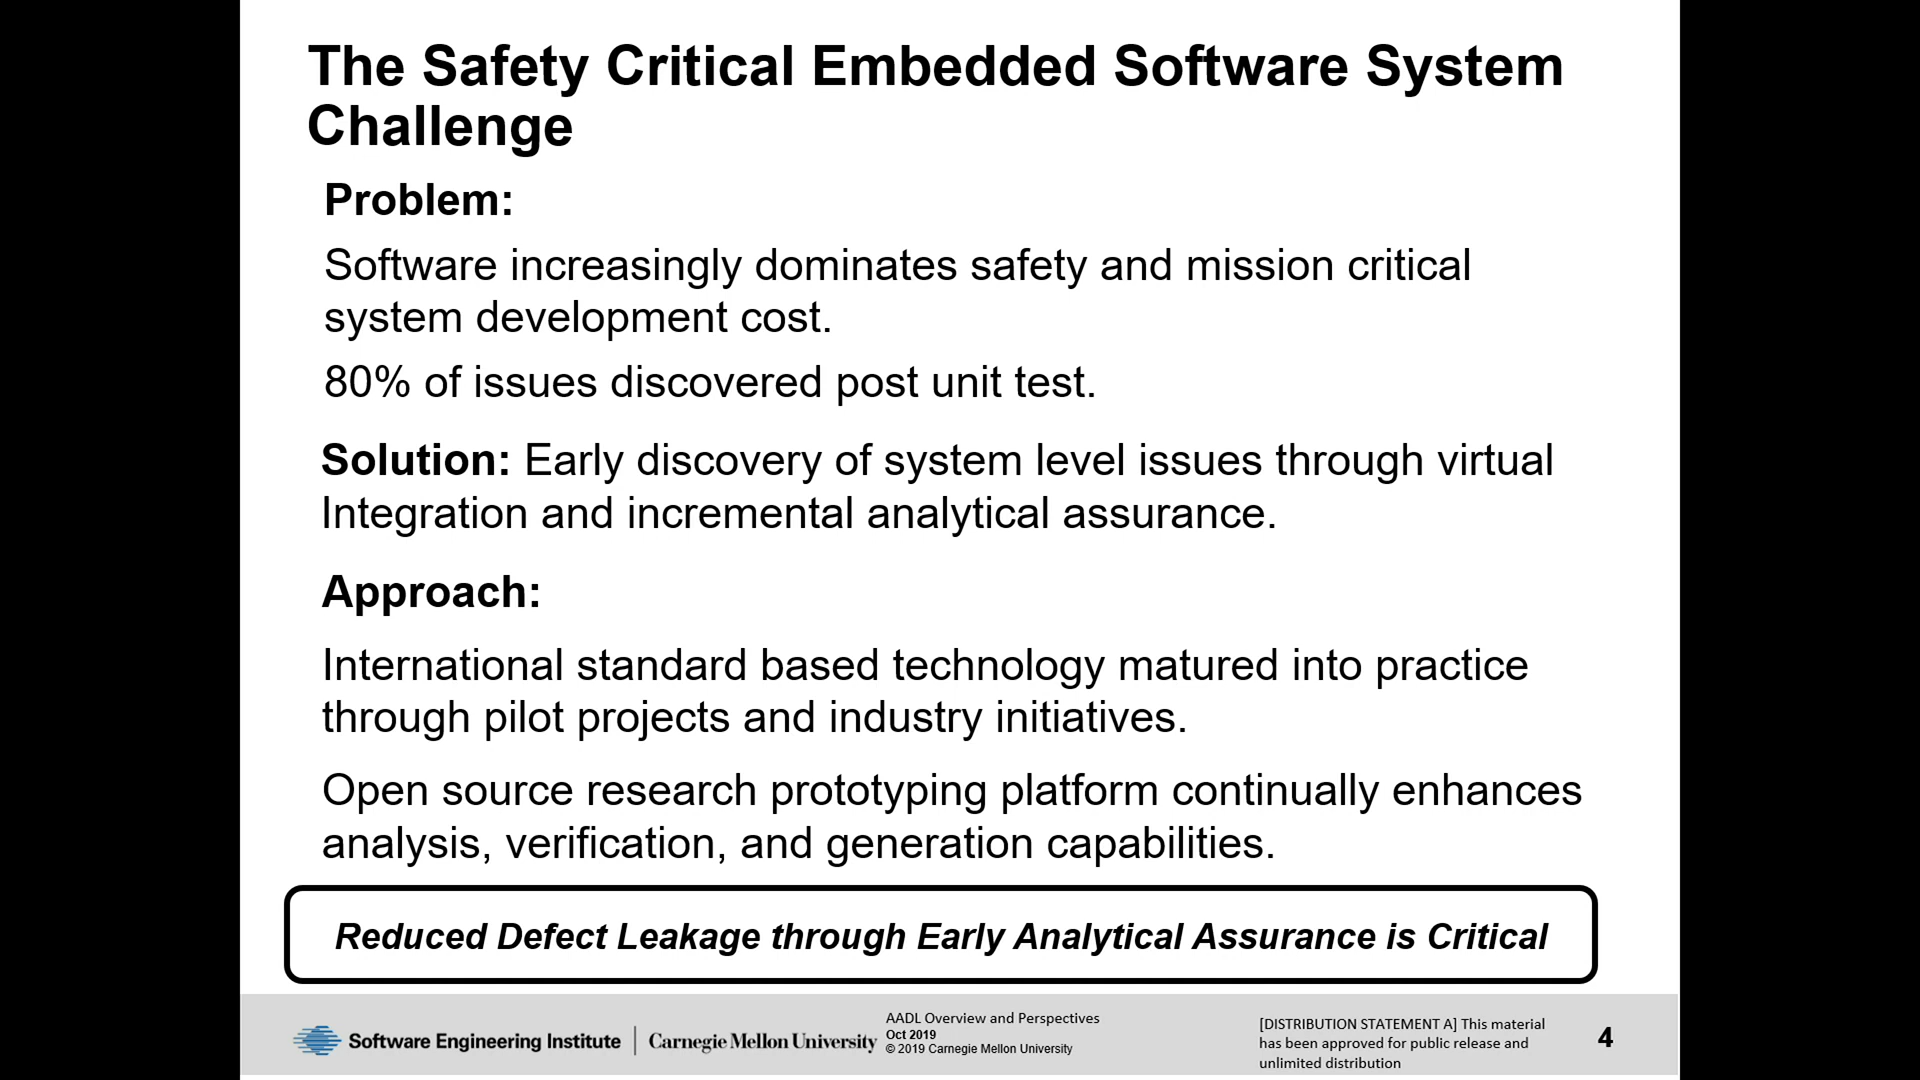 The Safety Critical Embedded Software System
Challenge
Problem:
Software increasingly dominates safety and mission critical
system development cost.
80% of issues discovered post unit test.
Solution: Early discovery of system level issues through virtual
Integration and incremental analytical assurance.
Approach:
International standard based technology matured into practice
through pilot projects and industry initiatives.
Open source research prototyping platform continually enhances
analysis, verification, and generation capabilities.
Reduced Defect Leakage through Early Analytical Assurance is Critical
Software Engineering Institute | Carnegie Mellon University
AADL Overview and Perspectives
Oct 2019
© 2019 Carnegie Mellon University
[DISTRIBUTION STATEMENT A] This material
has been approved for public release and
unlimited distribution
4